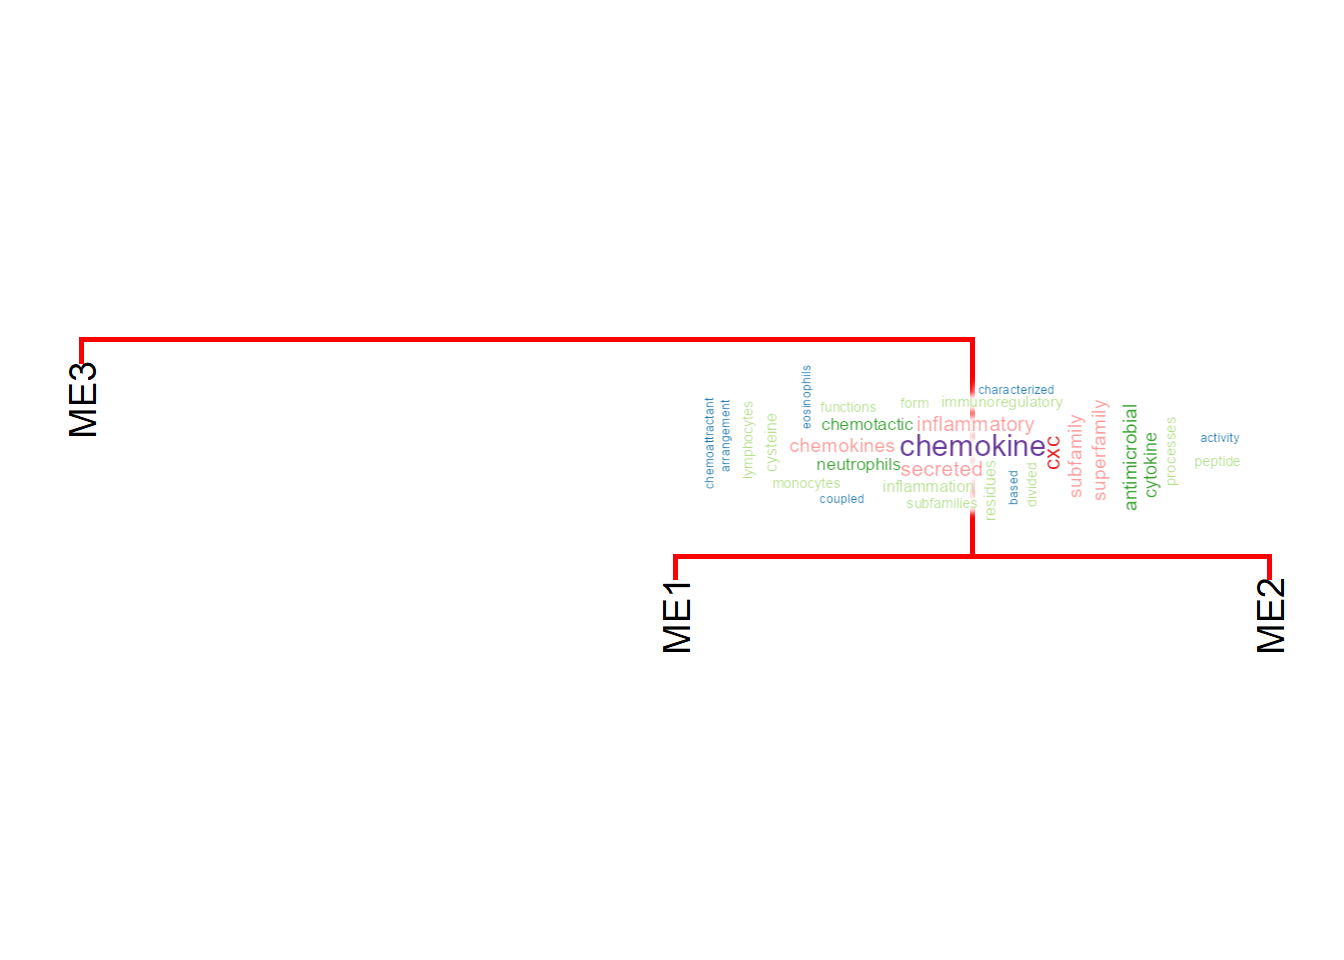 ME3
chemoattractant
arrangement
lymphocytes
cysteine
eosinophils
functions
form
characterized
immunoregulatory
chemotactic
inflammatory
chemokines
chemokine
cxc
neutrophils
secreted
monocytes
inflammation
coupled
subfamilies
residues
based
divided
subfamily
superfamily
antimicrobial
cytokine
processes
activity
peptide
ME1
ME2